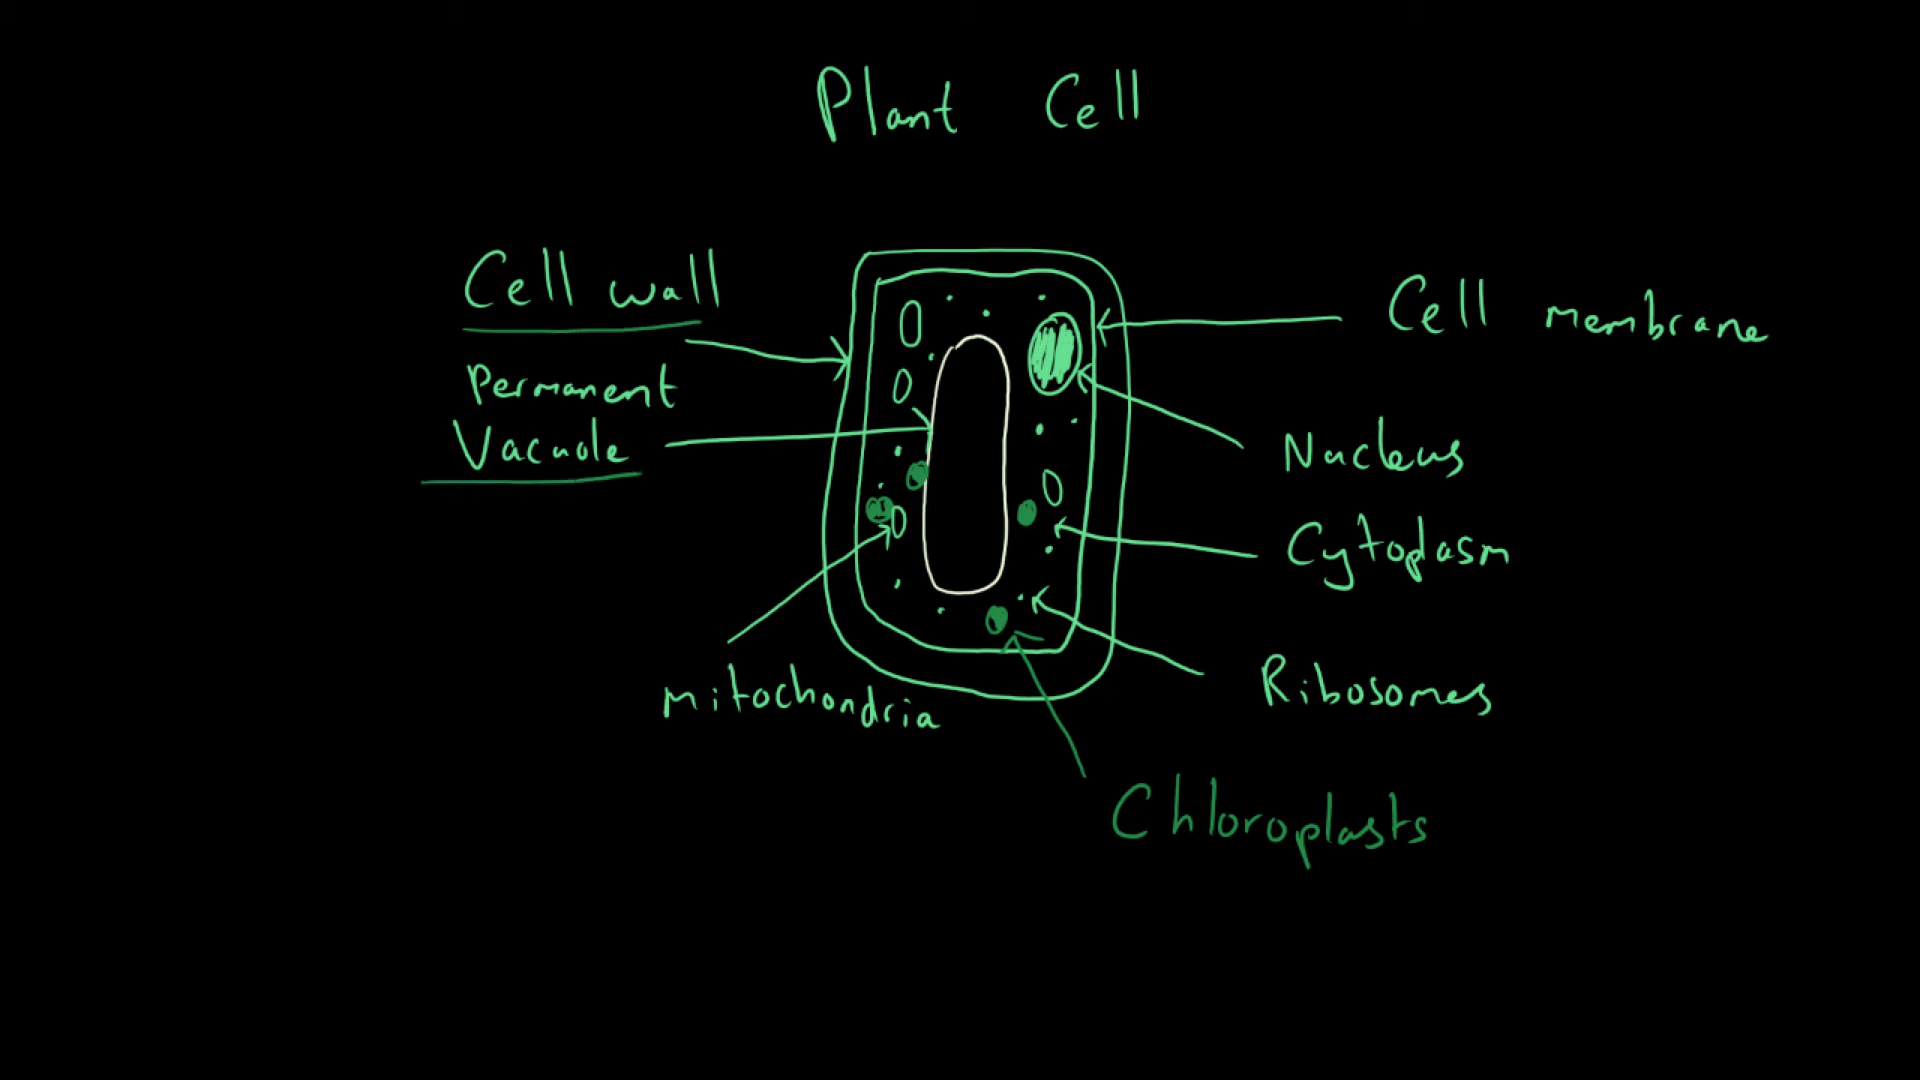 Plant Cell
Cell wall
Permanent
Vacuole
Mitochondria
Cell membrane
Nucleus
Cytoplasm
Ribosomes
Chloroplasts